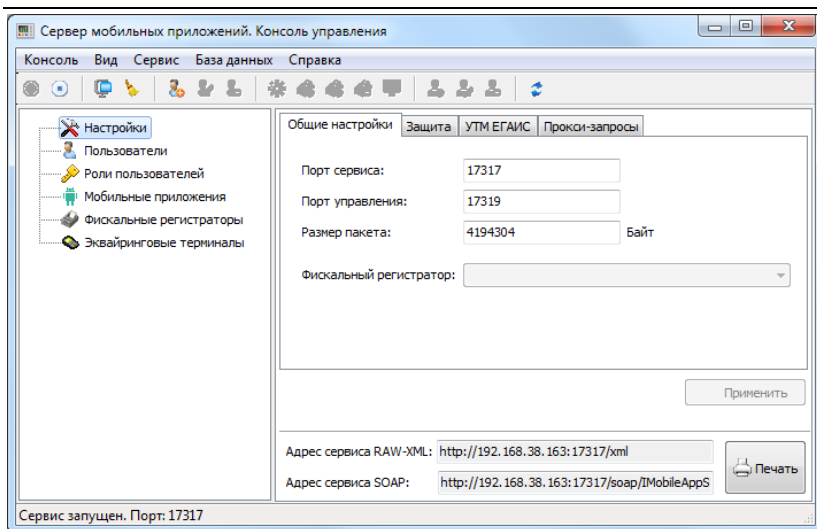 Сервер мобильных приложений. Консоль управления
Консоль Вид Сервис База данных Справка
Настройки
Пользователи
Роли пользователей
Мобильные приложения
Фискальные регистраторы
Эквайринговые терминалы
Общие настройки Защита УТМ ЕГАИС Прокси-запросы
Порт сервиса: 17317
Порт управления: 17319
Размер пакета: 4194304 Байт
Фискальный регистратор:
Применить
Адрес сервиса RAW-XML: http://192.168.38.163:17317/xml
Адрес сервиса SOAP: http://192.168.38.163:17317/soap/IMobileAppS
Печать
Сервис запущен. Порт: 17317